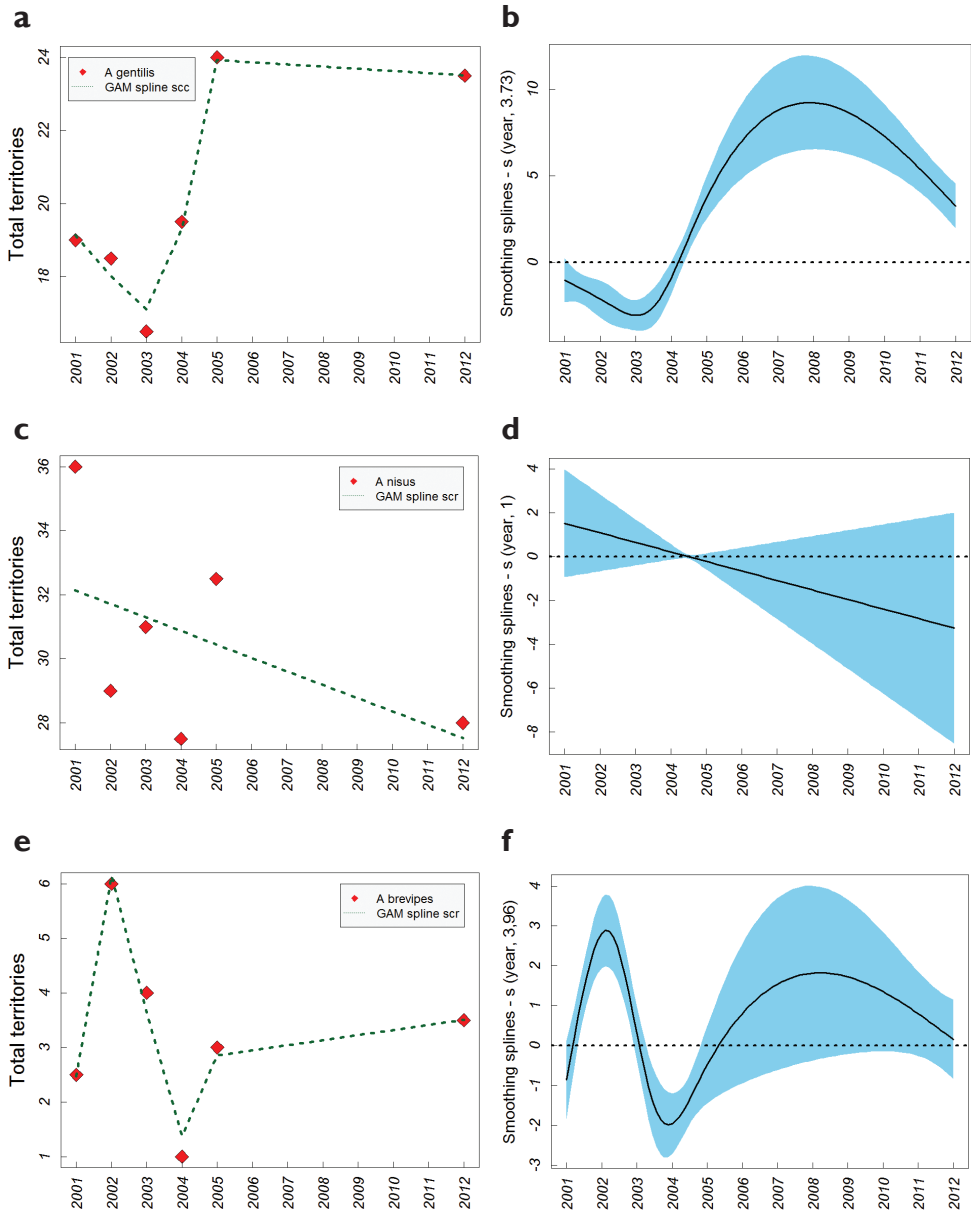 a
Total territories
24
22
20
18
A gentilis
GAM spline scc
2001 2002 2003 2004 2005 2006 2007 2008 2009 2010 2011 2012
b
Smoothing splines - s (year, 3.73)
10
5
0
2001 2002 2003 2004 2005 2006 2007 2008 2009 2010 2011 2012
c
Total territories
36
34
32
30
28
A nisus
GAM spline scr
2001 2002 2003 2004 2005 2006 2007 2008 2009 2010 2011 2012
d
Smoothing splines - s (year, 1)
4
2
0
-2
-4
-6
-8
2001 2002 2003 2004 2005 2006 2007 2008 2009 2010 2011 2012
e
Total territories
6
5
4
3
2
1
A brevipes
GAM spline scr
2001 2002 2003 2004 2005 2006 2007 2008 2009 2010 2011 2012
f
Smoothing splines - s (year, 3,96)
4
3
2
1
0
-1
-2
-3
2001 2002 2003 2004 2005 2006 2007 2008 2009 2010 2011 2012